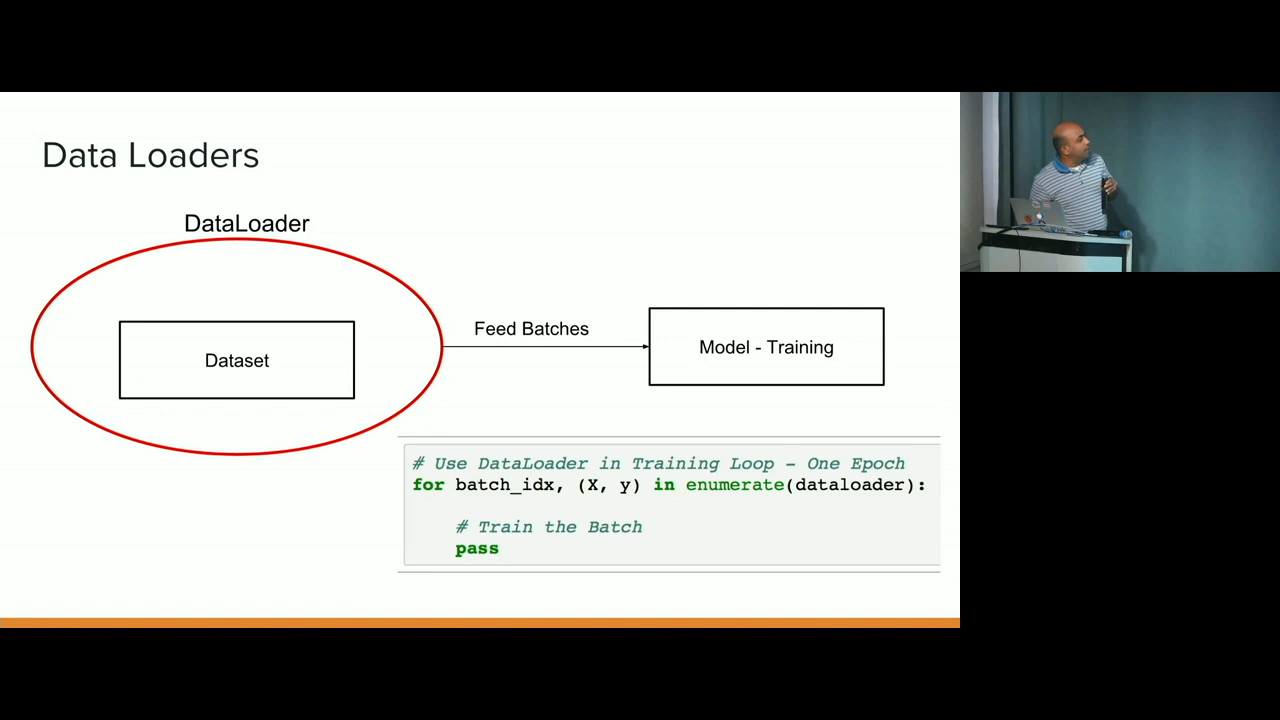 Data Loaders
DataLoader
Dataset
Feed Batches
Model - Training
# Use DataLoader in Training Loop - One Epoch
for batch_idx, (X, y) in enumerate(dataloader):
# Train the Batch
pass